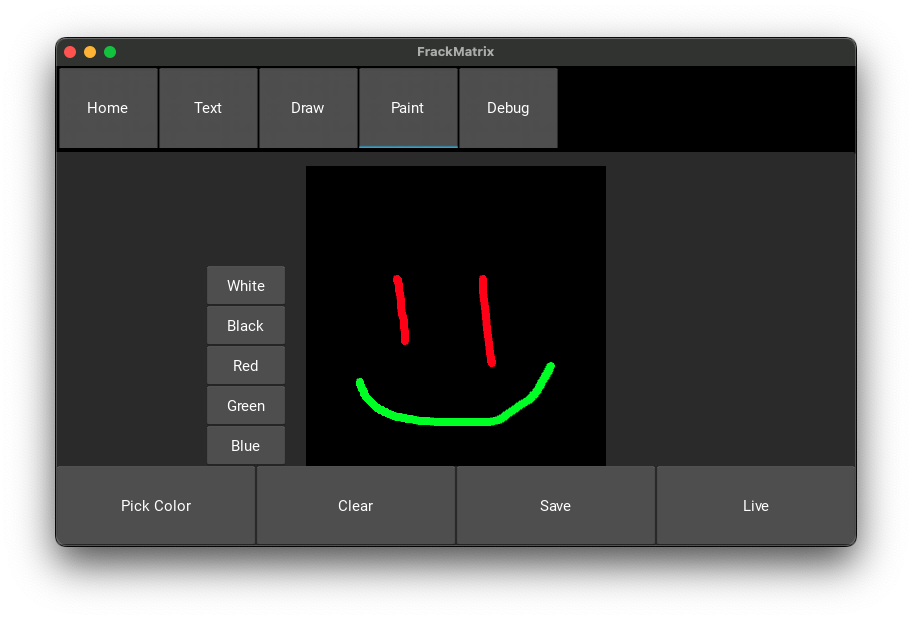 FrackMatrix
Home Text Draw Paint Debug
White
Black
Red
Green
Blue
Pick Color Clear Save Live